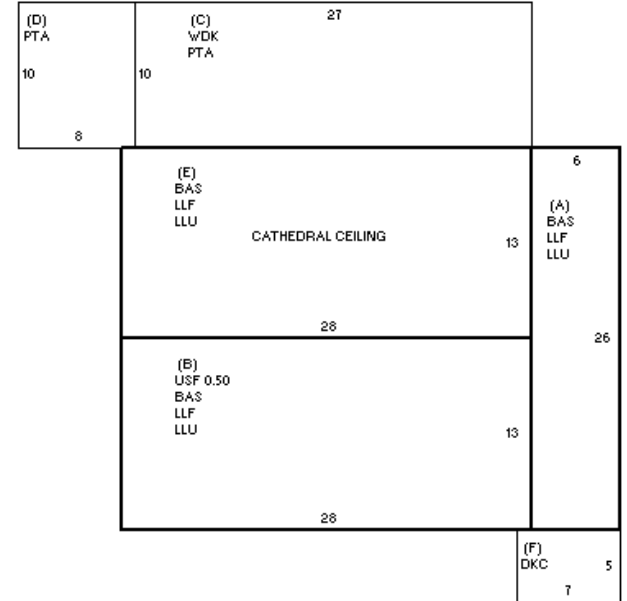 (D)
PTA
10
8
(C)
WDK
PTA
27
10
(E)
BAS
LLF
LLU
CATHEDRAL CEILING
13
28
6
(A)
BAS
LLF
LLU
26
(B)
USF 0.50
BAS
LLF
LLU
13
28
(F)
DKC
5
7